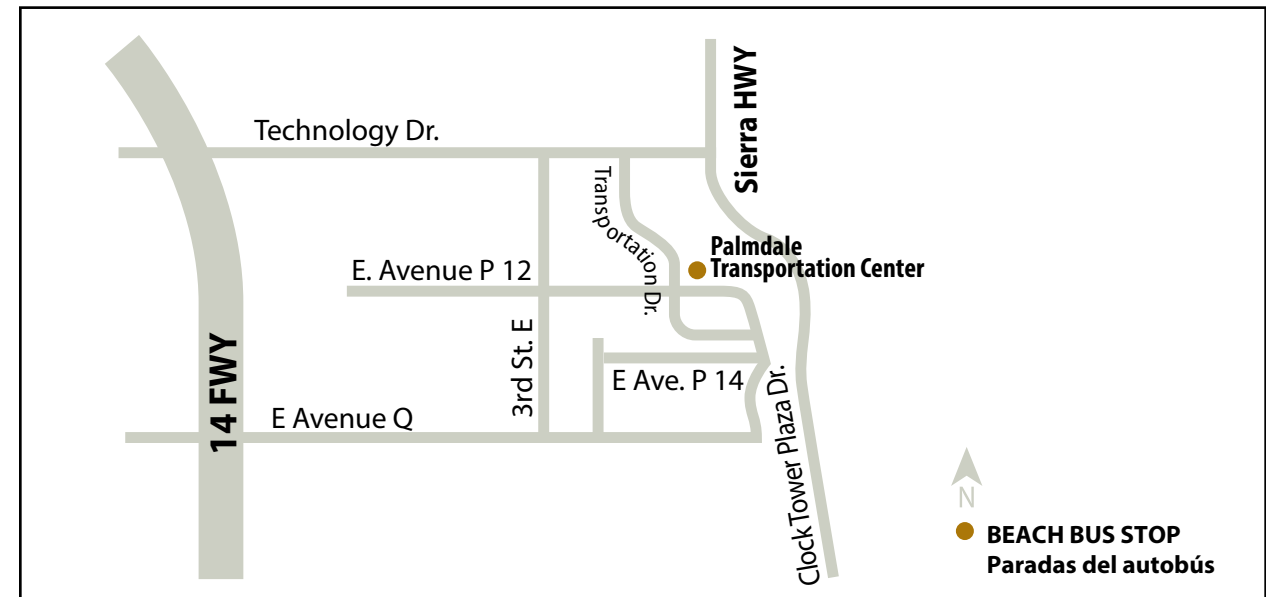 Technology Dr.
Sierra HWY
Transportation Dr.
Palmdale
Transportation Center
E. Avenue P 12
14 FWY
3rd St. E
E Ave. P 14
E Avenue Q
Clock Tower Plaza Dr.
N
BEACH BUS STOP
Paradas del autobús